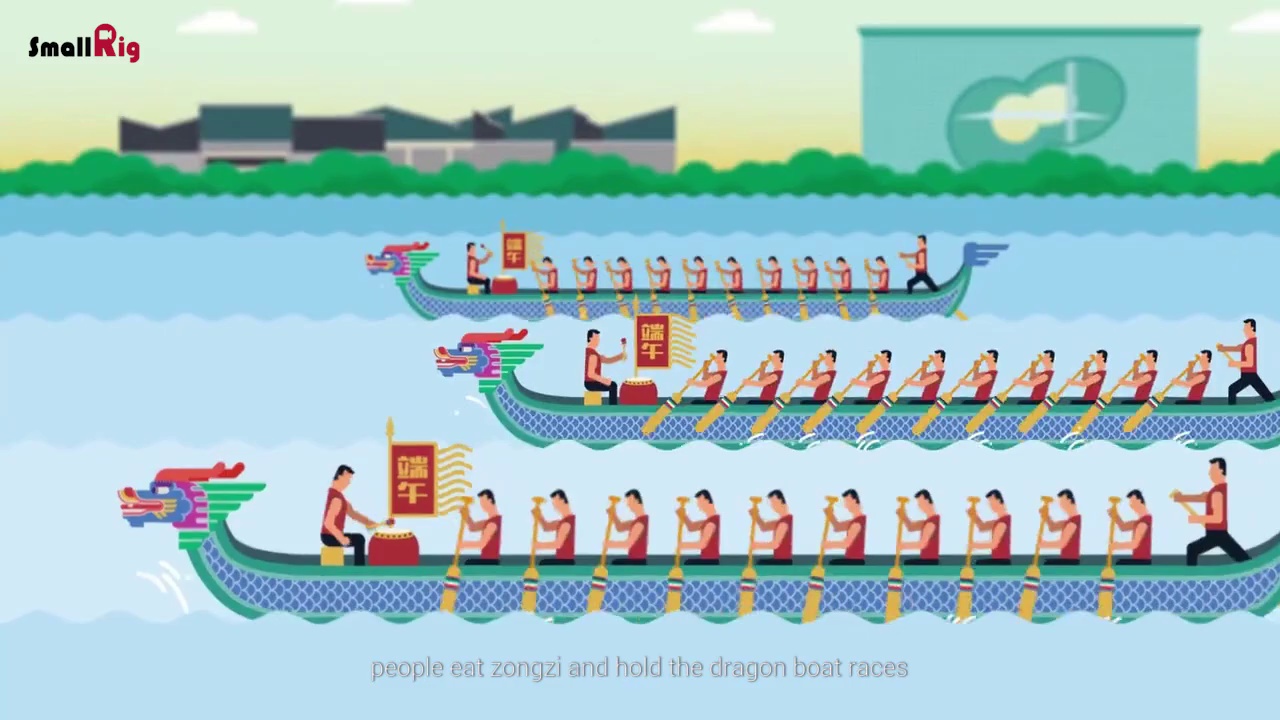 SmallRig
端
午
端
午
端
午
people eat zongzi and hold the dragon boat races